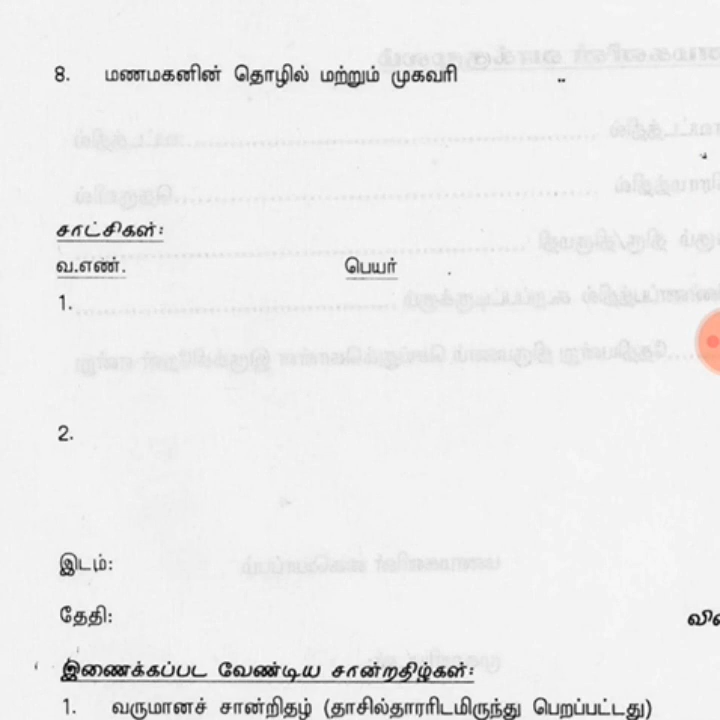 8. மணமகனின் தொழில் மற்றும் முகவரி ..
சாட்சிகள்:
வ.எண். பெயர்
1.
2.
இடம்:
தேதி:
இணைக்கப்பட வேண்டிய சான்றதிழ்கள்:
1. வருமானச் சான்றிதழ் (தாசில்தாரரிடமிருந்து பெறப்பட்டது)